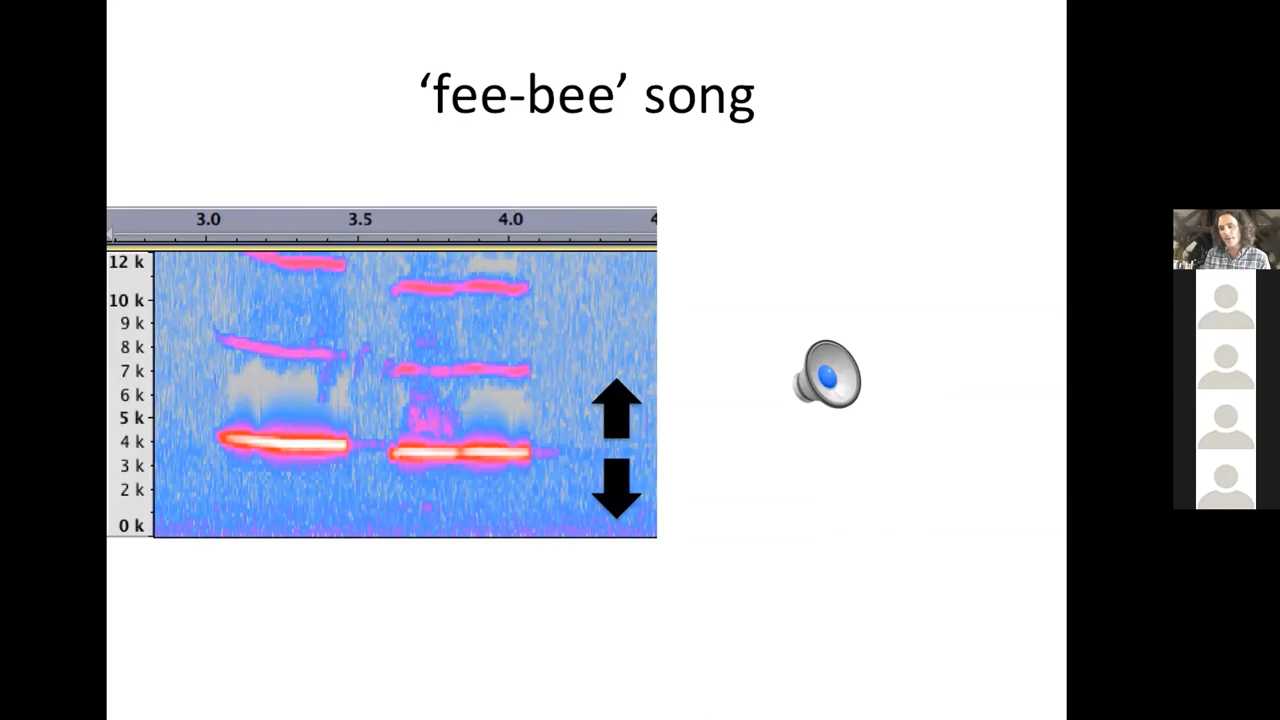 ‘fee-bee’ song
3.0 3.5 4.0 4
12 k
10 k
9 k
8 k
7 k
6 k
5 k
4 k
3 k
2 k
0 k